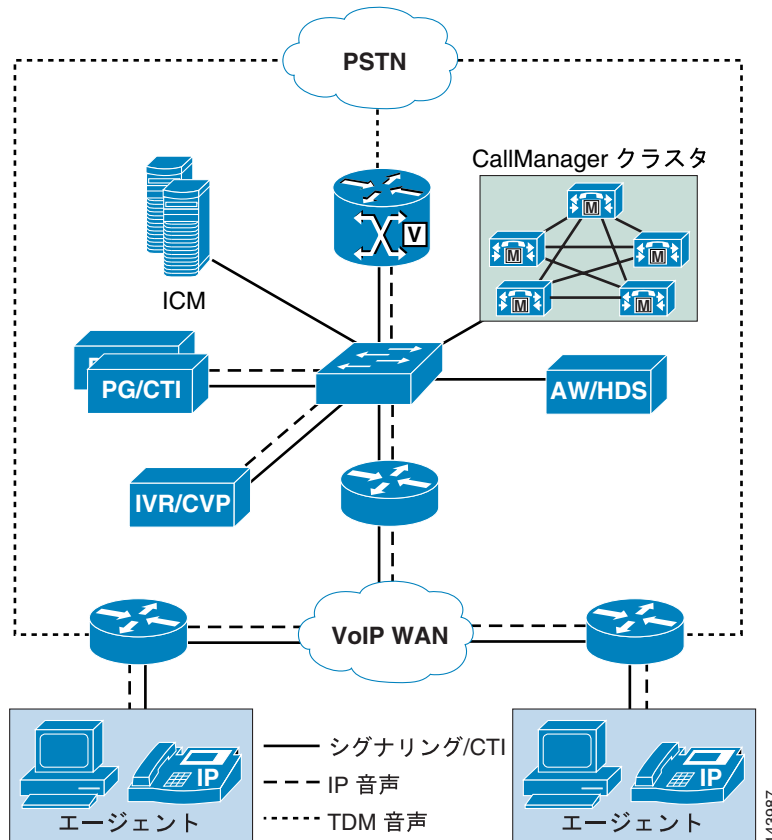 PSTN
CallManager クラスタ
V
M
M
M
M
M
ICM
PG/CTI
AW/HDS
IVR/CVP
VoIP WAN
IP
エージェント
シグナリング/CTI
IP 音声
TDM 音声
IP
エージェント